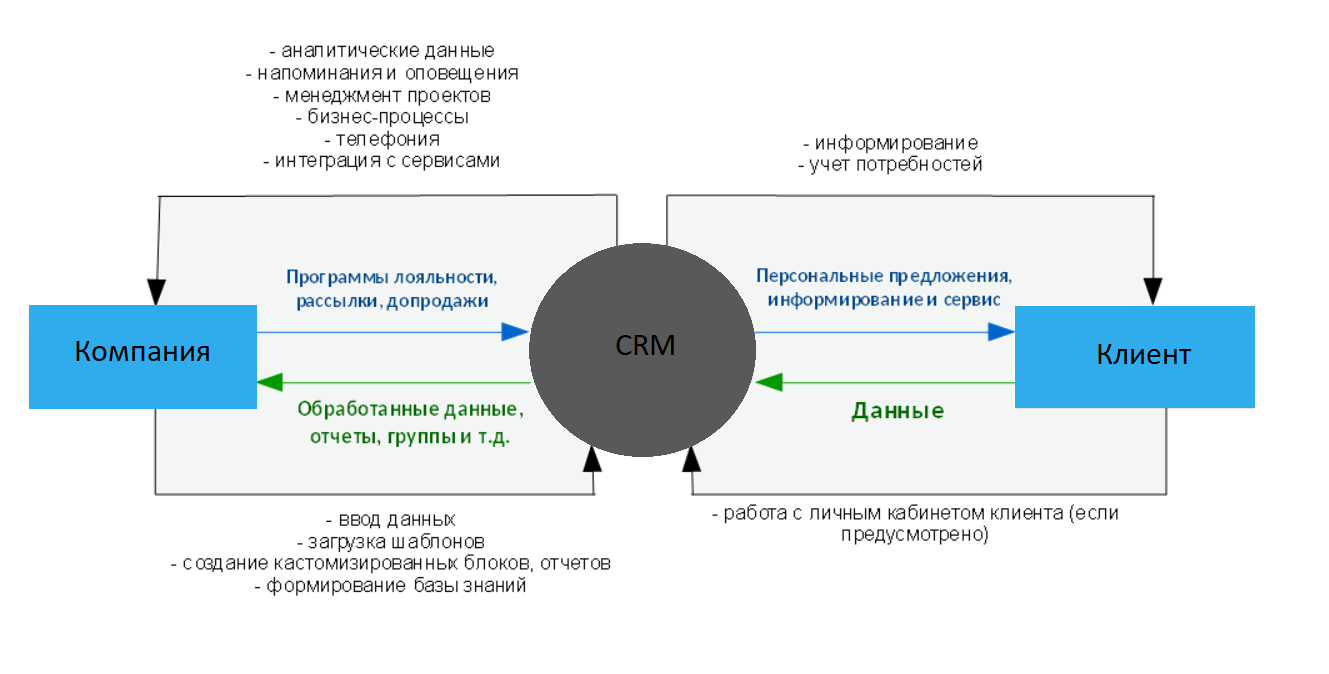 - аналитические данные
- напоминания и оповещения
- менеджмент проектов
- бизнес-процессы
- телефония
- интеграция с сервисами
- информирование
- учет потребностей
Программы лояльности,
рассылки, допродажи
Персональные предложения,
информирование и сервис
Компания
CRM
Клиент
Обработанные данные,
отчеты, группы и т.д.
Данные
- ввод данных
- загрузка шаблонов
- создание кастомизированных блоков, отчетов
- формирование базы знаний
- работа с личным кабинетом клиента (если
предусмотрено)